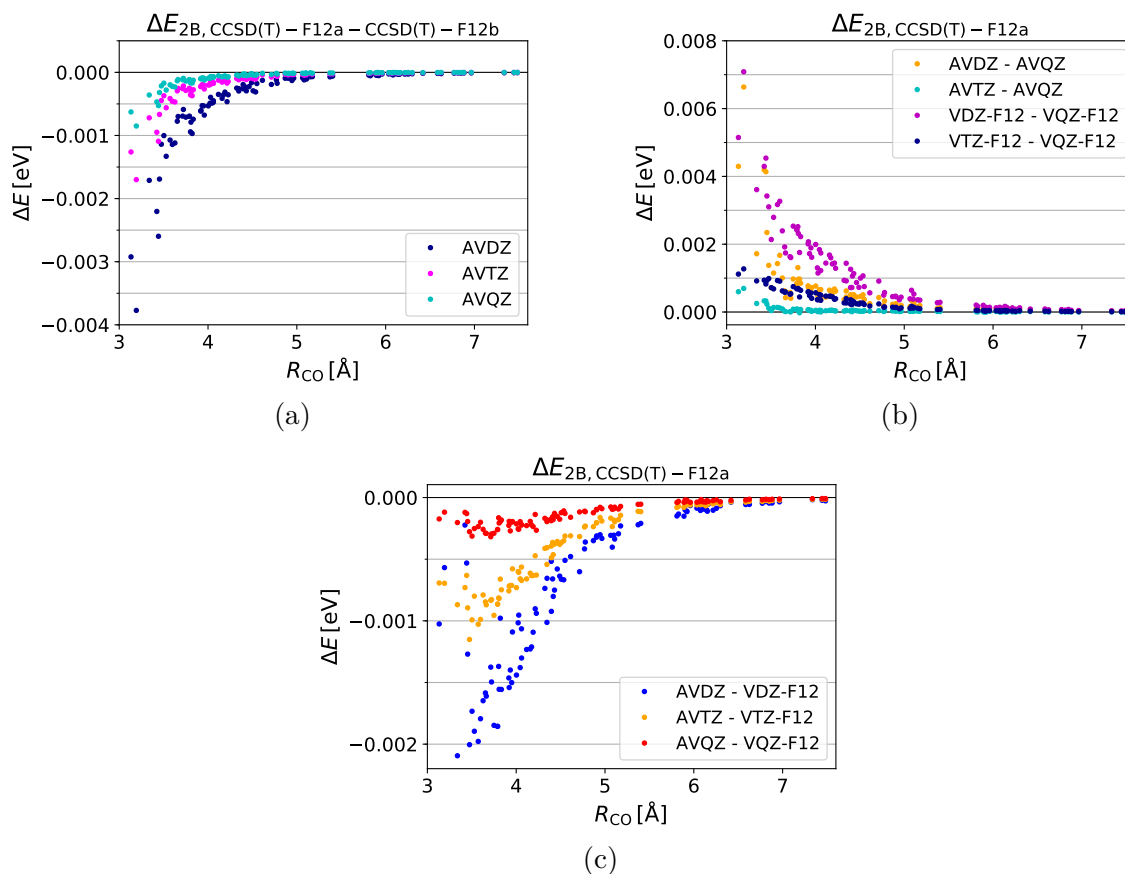 ΔE2B, CCSD(T) − F12a − CCSD(T) − F12b
0.000
−0.001
−0.002
−0.003
−0.004
ΔE [eV]
AVDZ
AVTZ
AVQZ
3 4 5 6 7
RCO [Å]
(a)
ΔE2B, CCSD(T) − F12a
0.008
0.006
0.004
0.002
0.000
ΔE [eV]
AVDZ - AVQZ
AVTZ - AVQZ
VDZ-F12 - VQZ-F12
VTZ-F12 - VQZ-F12
3 4 5 6 7
RCO [Å]
(b)
ΔE2B, CCSD(T) − F12a
0.000
−0.001
−0.002
ΔE [eV]
AVDZ - VDZ-F12
AVTZ - VTZ-F12
AVQZ - VQZ-F12
3 4 5 6 7
RCO [Å]
(c)